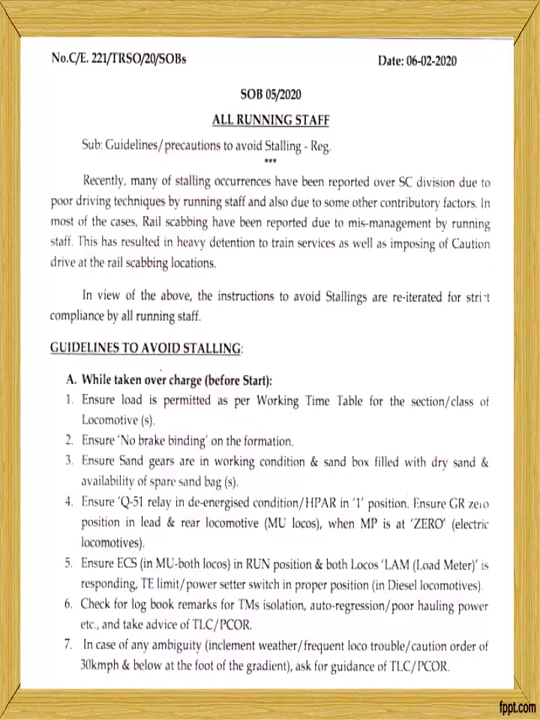 No.C/E. 221/TRSO/20/SOBs Date: 06-02-2020
SOB 05/2020
ALL RUNNING STAFF
Sub: Guidelines/precautions to avoid Stalling - Reg.
***
Recently, many of stalling occurrences have been reported over SC division due to
poor driving techniques by running staff and also due to some other contributory factors. In
most of the cases, Rail scabbing have been reported due to mis-management by running
staff. This has resulted in heavy detention to train services as well as imposing of Caution
drive at the rail scabbing locations.
In view of the above, the instructions to avoid Stallings are re-iterated for strict
compliance by all running staff.
GUIDELINES TO AVOID STALLING:
A. While taken over charge (before Start):
1. Ensure load is permitted as per Working Time Table for the section/class of
Locomotive (s).
2. Ensure 'No brake binding' on the formation.
3. Ensure Sand gears are in working condition & sand box filled with dry sand &
availability of spare sand bag (s).
4. Ensure 'Q-51 relay in de-energised condition/HPAR in '1' position. Ensure GR zero
position in lead & rear locomotive (MU locos), when MP is at 'ZERO' (electric
locomotives).
5. Ensure ECS (in MU-both locos) in RUN position & both Locos 'LAM (Load Meter)' is
responding, TE limit/power setter switch in proper position (in Diesel locomotives).
6. Check for log book remarks for TMs isolation, auto-regression/poor hauling power
etc., and take advice of TLC/PCOR.
7. In case of any ambiguity (inclement weather/frequent loco trouble/caution order of
30kmph & below at the foot of the gradient), ask for guidance of TLC/PCOR.
fppt.com